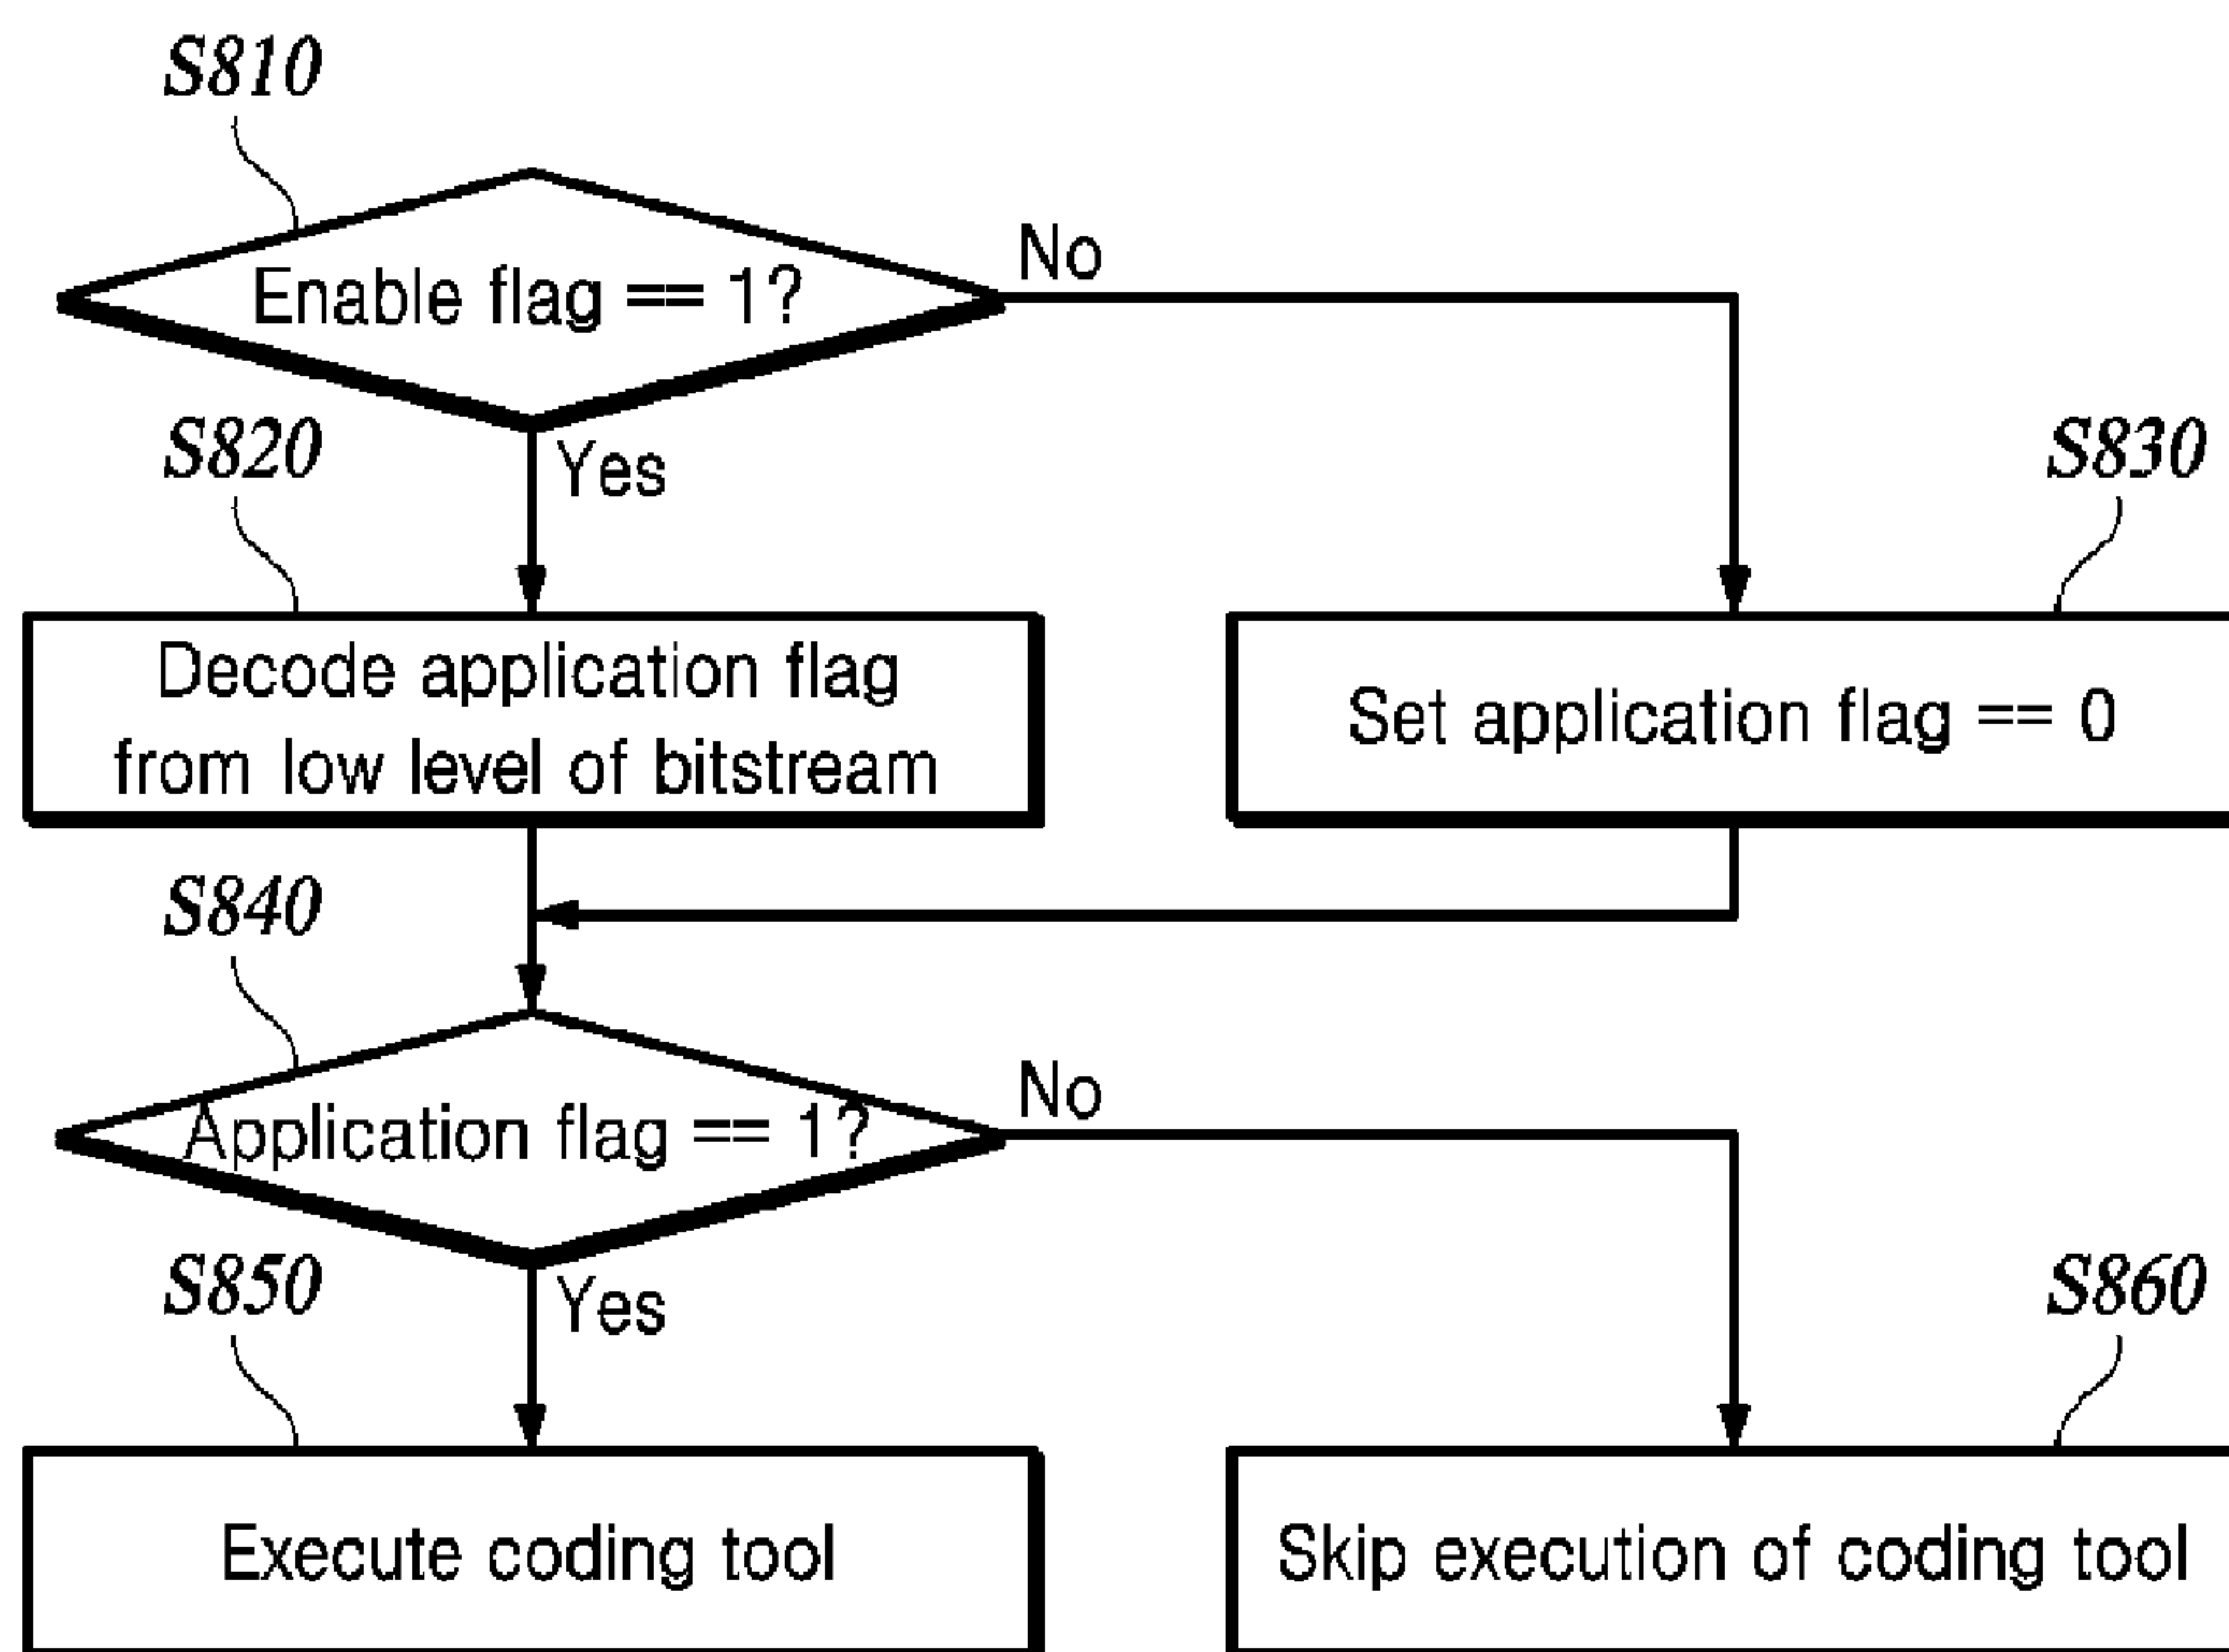 S810
Enable flag == 1?
No
Yes
S820
S830
Decode application flag
from low level of bitstream
Set application flag == 0
S840
Application flag == 1?
No
Yes
S850
S860
Execute coding tool
Skip execution of coding tool